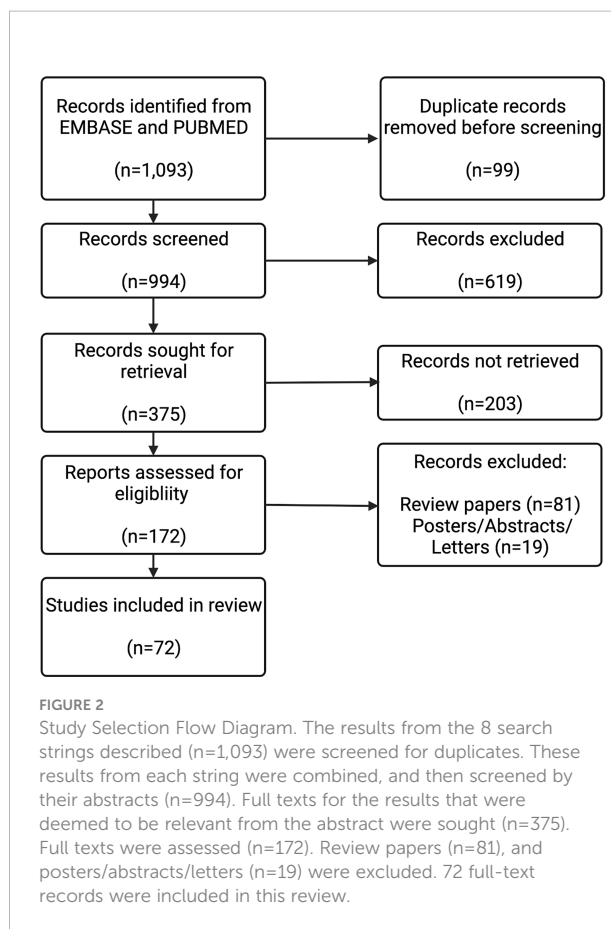 Records identified from
EMBASE and PUBMED
(n=1,093)
Duplicate records
removed before screening
(n=99)
Records screened
(n=994)
Records excluded
(n=619)
Records sought for
retrieval
(n=375)
Records not retrieved
(n=203)
Reports assessed for
eligibliity
(n=172)
Records excluded:
Review papers (n=81)
Posters/Abstracts/
Letters (n=19)
Studies included in review
(n=72)
FIGURE 2
Study Selection Flow Diagram. The results from the 8 search
strings described (n=1,093) were screened for duplicates. These
results from each string were combined, and then screened by
their abstracts (n=994). Full texts for the results that were
deemed to be relevant from the abstract were sought (n=375).
Full texts were assessed (n=172). Review papers (n=81), and
posters/abstracts/letters (n=19) were excluded. 72 full-text
records were included in this review.